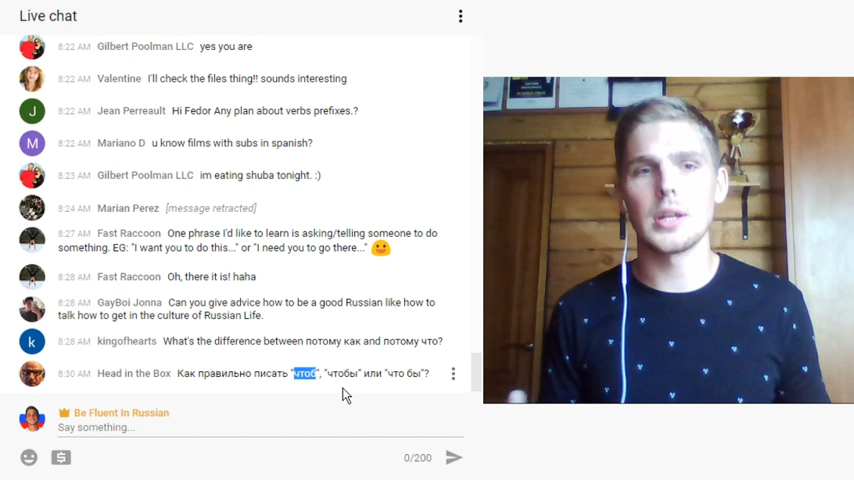 Live chat
8:22 AM Gilbert Poolman LLC yes you are
8:22 AM Valentine I'll check the files thing!! sounds interesting
8:22 AM Jean Perreault Hi Fedor Any plan about verbs prefixes.?
J
8:22 AM Mariano D u know films with subs in spanish?
M
8:23 AM Gilbert Poolman LLC im eating shuba tonight. :)
8:24 AM Marian Perez [message retracted]
8:27 AM Fast Raccoon One phrase I'd like to learn is asking/telling someone to do
something. EG: "I want you to do this..." or "I need you to go there..."
8:28 AM Fast Raccoon Oh, there it is! haha
8:28 AM GayBoi Jonna Can you give advice how to be a good Russian like how to
talk how to get in the culture of Russian Life.
8:28 AM kingofhearts What's the difference between потому как and потому что?
k
8:30 AM Head in the Box Как правильно писать "чтоб", "чтобы" или "что бы"?
Be Fluent In Russian
Say something...
0/200